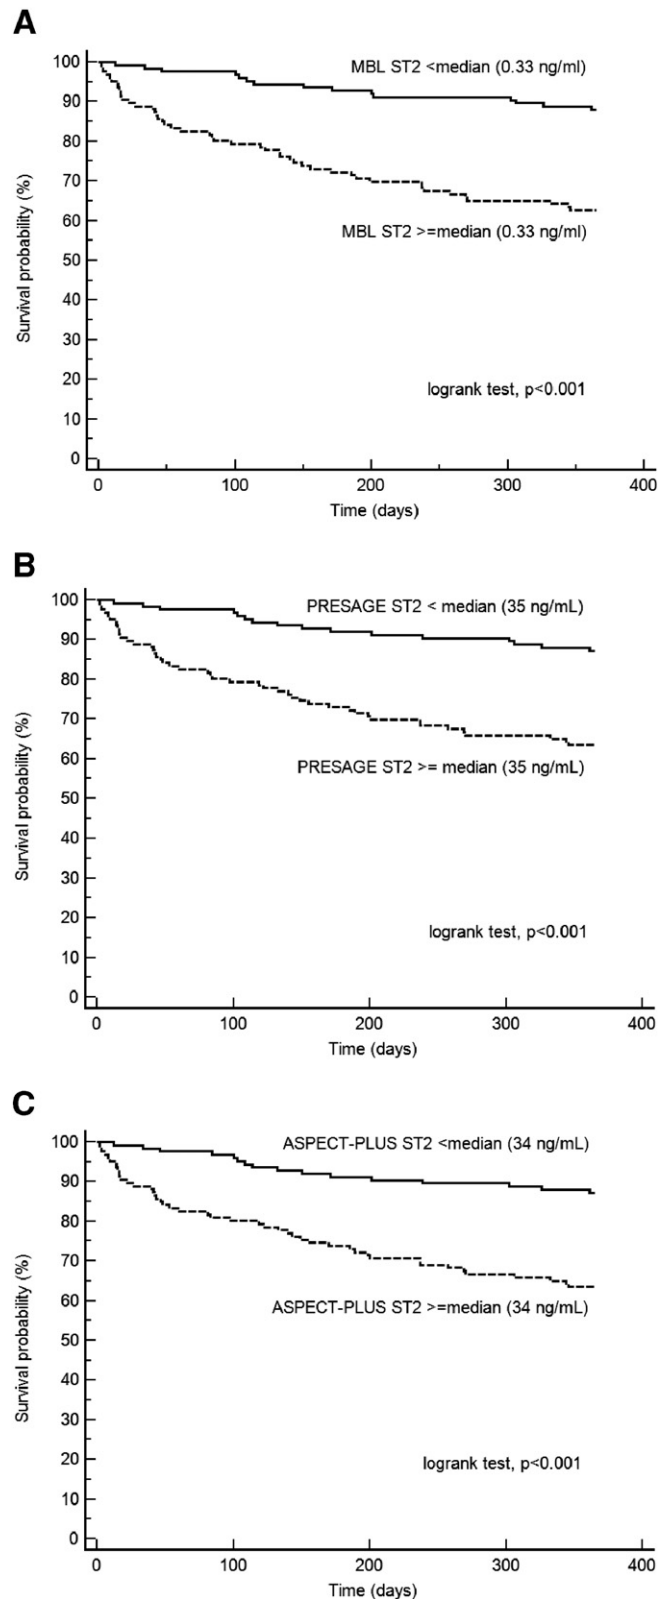 A
100
90
80
70
60
50
40
30
20
10
0
Survival probability (%)
MBL ST2 <median (0.33 ng/ml)
MBL ST2 >=median (0.33 ng/ml)
logrank test, p<0.001
0 100 200 300 400
Time (days)
B
100
90
80
70
60
50
40
30
20
10
0
Survival probability (%)
PRESAGE ST2 < median (35 ng/mL)
PRESAGE ST2 >= median (35 ng/mL)
logrank test, p<0.001
0 100 200 300 400
Time (days)
C
100
90
80
70
60
50
40
30
20
10
0
Survival probability (%)
ASPECT-PLUS ST2 <median (34 ng/mL)
ASPECT-PLUS ST2 >=median (34 ng/mL)
logrank test, p<0.001
0 100 200 300 400
Time (days)